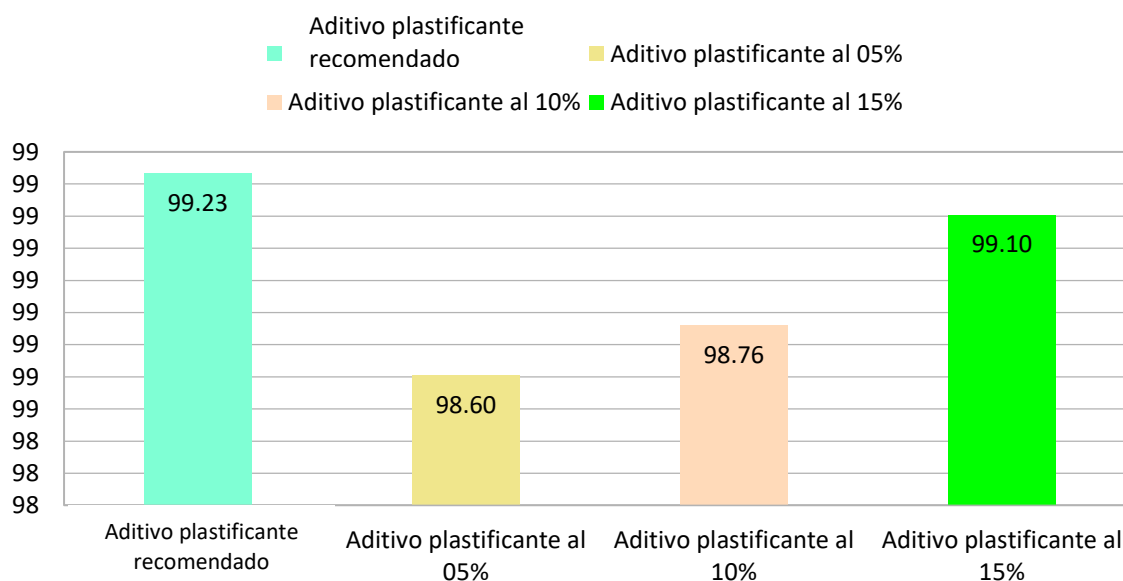 Aditivo plastificante
recomendado
Aditivo plastificante al 05%
Aditivo plastificante al 10%
Aditivo plastificante al 15%
99
99
99
99
99
99
99
99
99
98
98
98
99.23
98.60
98.76
99.10
Aditivo plastificante
recomendado
Aditivo plastificante al
05%
Aditivo plastificante al
10%
Aditivo plastificante al
15%